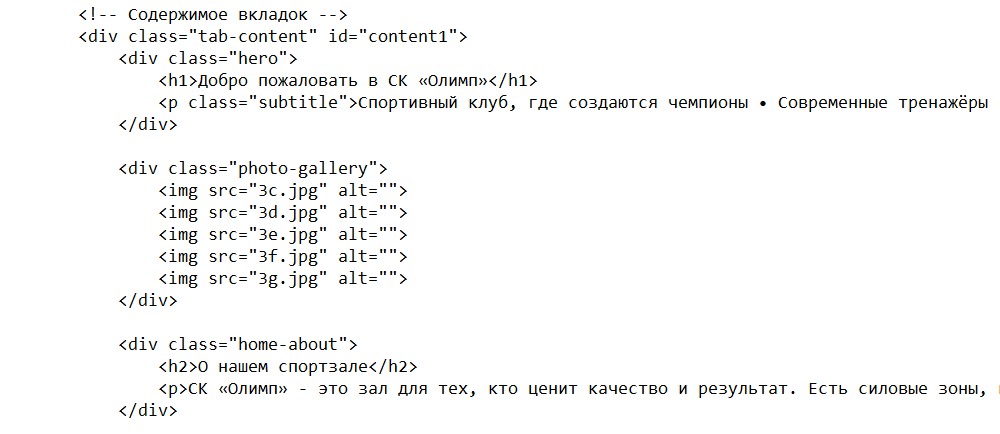 <!-- Содержимое вкладок -->
<div class="tab-content" id="content1">
<div class="hero">
<h1>Добро пожаловать в СК «Олимп»</h1>
<p class="subtitle">Спортивный клуб, где создаются чемпионы • Современные тренажёры
</div>
<div class="photo-gallery">
<img src="3c.jpg" alt="">
<img src="3d.jpg" alt="">
<img src="3e.jpg" alt="">
<img src="3f.jpg" alt="">
<img src="3g.jpg" alt="">
</div>
<div class="home-about">
<h2>О нашем спортзале</h2>
<p>СК «Олимп» - это зал для тех, кто ценит качество и результат. Есть силовые зоны,
</div>